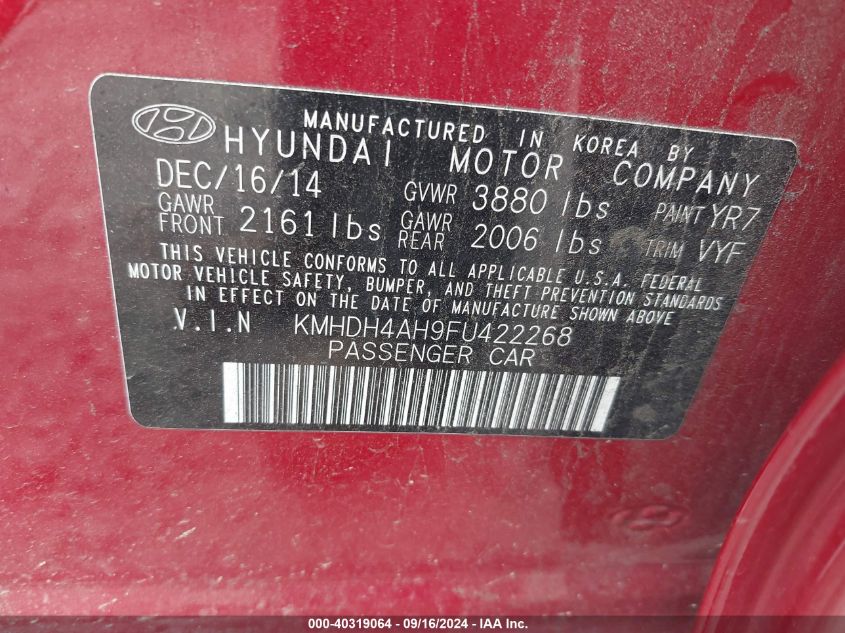 MANUFACTURED IN KOREA BY
HYUNDAI MOTOR COMPANY
DEC/16/14 GVWR 3880 lbs PAINT YR7
GAWR FRONT 2161 lbs GAWR REAR 2006 lbs TRIM VYF
THIS VEHICLE CONFORMS TO ALL APPLICABLE U.S.A. FEDERAL
MOTOR VEHICLE SAFETY, BUMPER, AND THEFT PREVENTION STANDARDS
IN EFFECT ON THE DATE OF MANUFACTURE SHOWN ABOVE.
V.I.N KMHDH4AH9FU422268
PASSENGER CAR
000-40319064 - 09/16/2024 - IAA Inc.